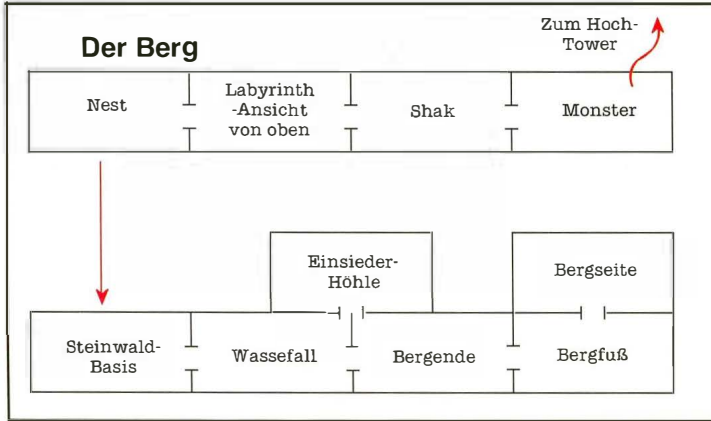 Der Berg
Zum Hoch-
Tower
Nest
Labyrinth
-Ansicht
von oben
Shak
Monster
Einsieder-
Höhle
Bergseite
Steinwald-
Basis
Wassefall
Bergende
Bergfuß